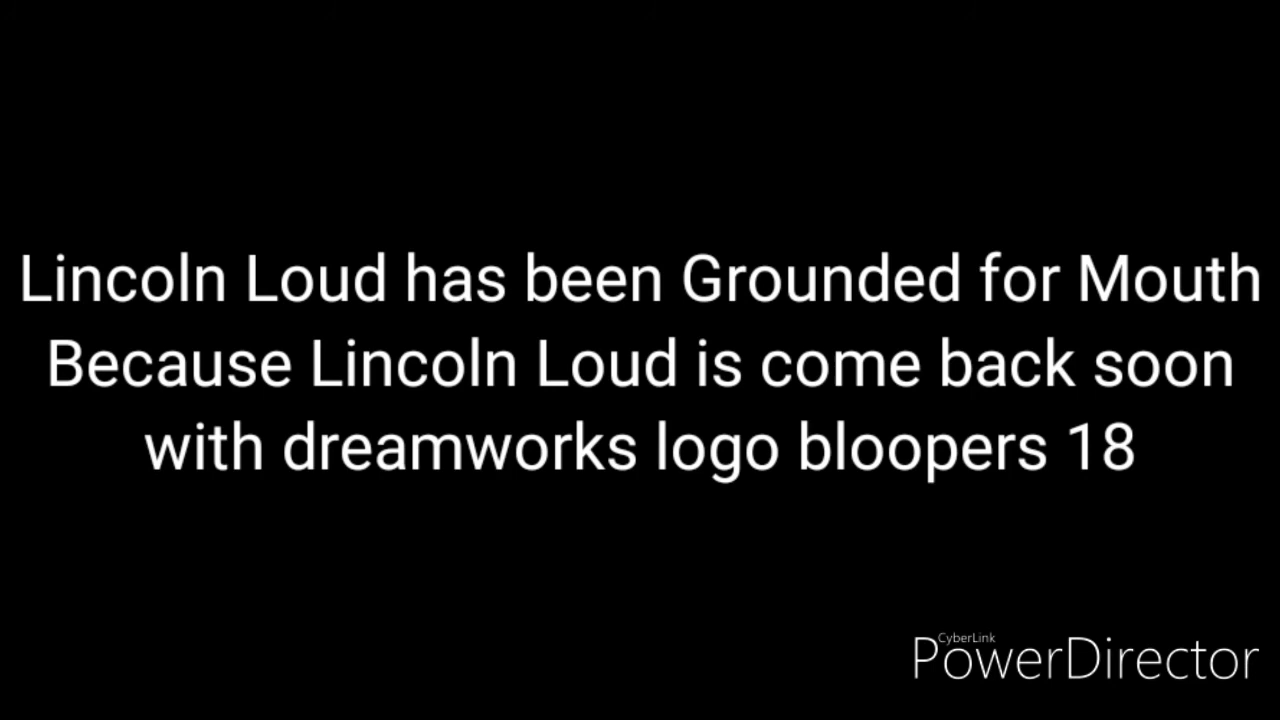 Lincoln Loud has been Grounded for Mouth
Because Lincoln Loud is come back soon
with dreamworks logo bloopers 18
CyberLink
PowerDirector